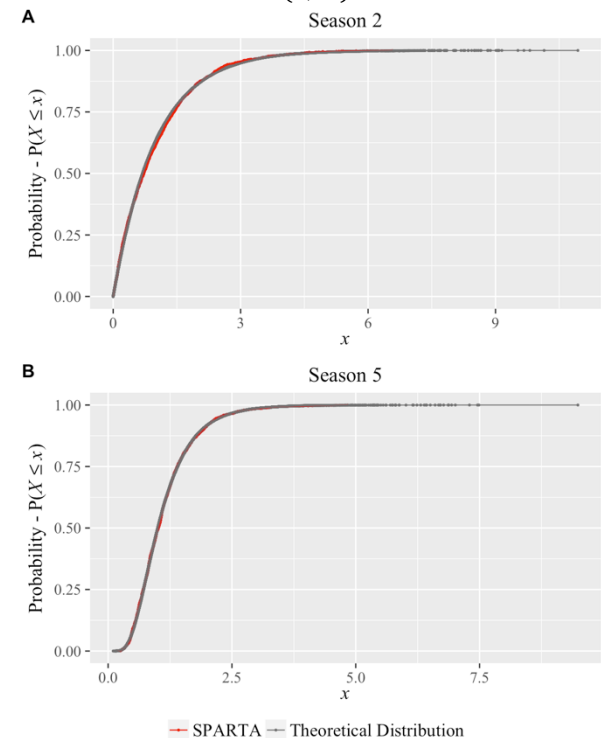 A
Season 2
Probability - P(X ≤ x)
1.00
0.75
0.50
0.25
0.00
0 3 6 9
x
B
Season 5
Probability - P(X ≤ x)
1.00
0.75
0.50
0.25
0.00
0.0 2.5 5.0 7.5
x
SPARTA Theoretical Distribution